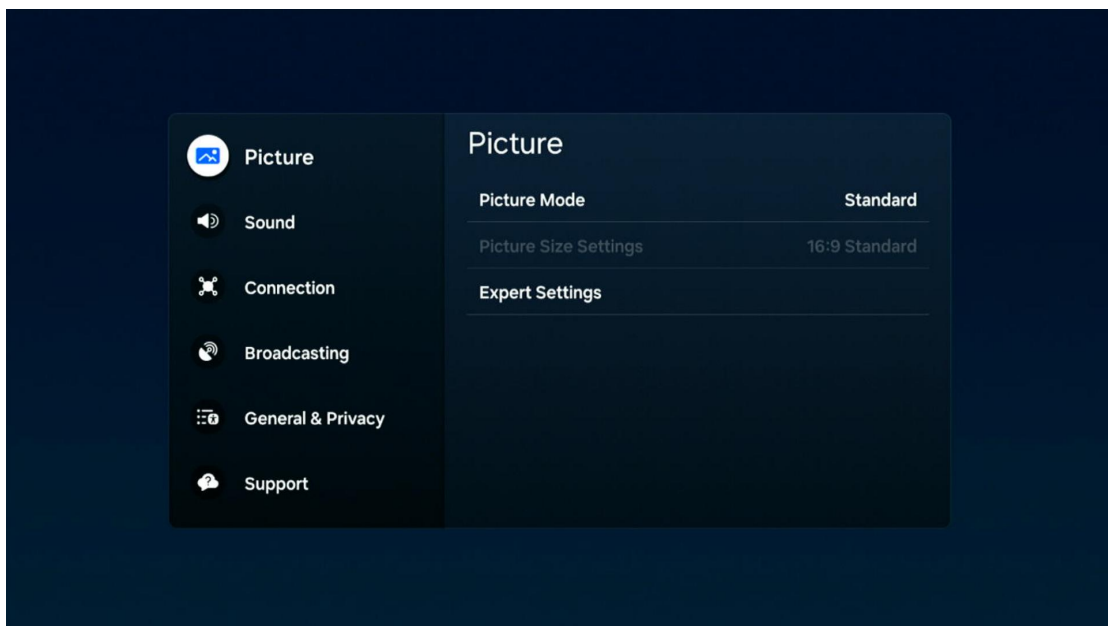 Picture
Sound
Connection
Broadcasting
General & Privacy
Support
Picture
Picture Mode Standard
Picture Size Settings 16:9 Standard
Expert Settings